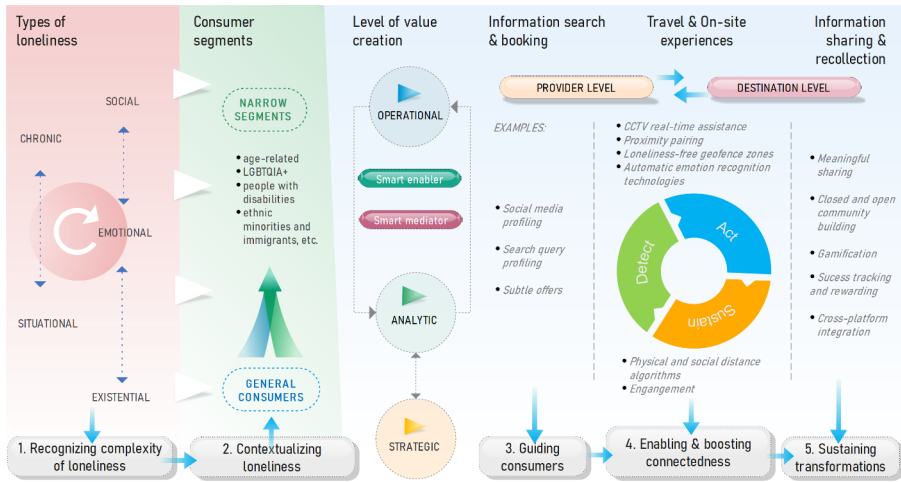 Types of
loneliness
Consumer
segments
Level of value
creation
Information search
& booking
Travel & On-site
experiences
Information
sharing &
recollection
SOCIAL
CHRONIC
EMOTIONAL
SITUATIONAL
EXISTENTIAL
NARROW
SEGMENTS
• age-related
• LGBTQIA+
• people with
disabilities
• ethnic
minorities and
immigrants, etc.
GENERAL
CONSUMERS
OPERATIONAL
Smart enabler
Smart mediator
ANALYTIC
STRATEGIC
PROVIDER LEVEL
DESTINATION LEVEL
EXAMPLES:
• Social media
profiling
• Search query
profiling
• Subtle offers
• CCTV real-time assistance
• Proximity pairing
• Loneliness-free geofence zones
• Automatic emotion recognition
technologies
Detect
Act
Sustain
• Physical and social distance
algorithms
• Engangement
• Meaningful
sharing
• Closed and open
community
building
• Gamification
• Sucess tracking
and rewarding
• Cross-platform
integration
1. Recognizing complexity
of loneliness
2. Contextualizing
loneliness
3. Guiding
consumers
4. Enabling & boosting
connectedness
5. Sustaining
transformations